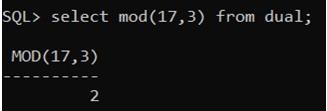 SQL> select mod(17,3) from dual;
MOD(17,3)
----------
2